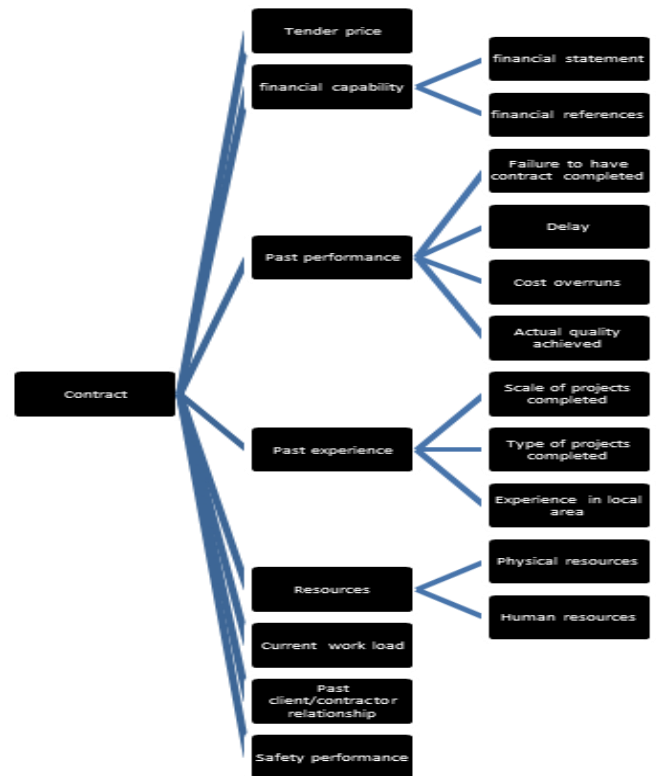 Tender price
financial statement
financial capability
financial references
Failure to have
contract completed
Delay
Past performance
Cost overruns
Actual quality
achieved
Contract
Scale of projects
completed
Type of projects
completed
Past experience
Experience in local
area
Physical resources
Resources
Human resources
Current work load
Past
client/contractor
relationship
Safety performance